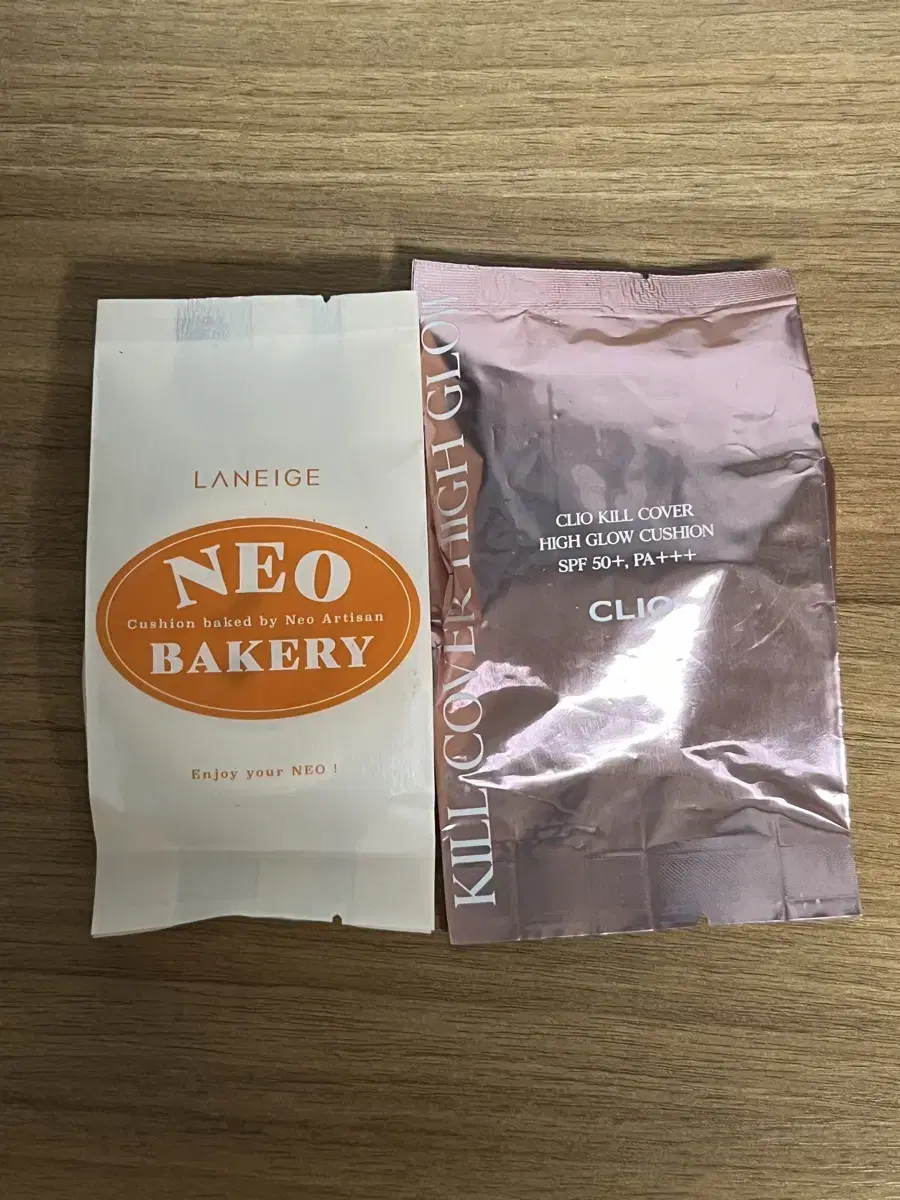 LANEIGE
NEO
Cushion baked by Neo Artisan
BAKERY
Enjoy your NEO !
KILL COVER HIGH GLOW
CLIO KILL COVER
HIGH GLOW CUSHION
SPF 50+, PA+++
CLIO